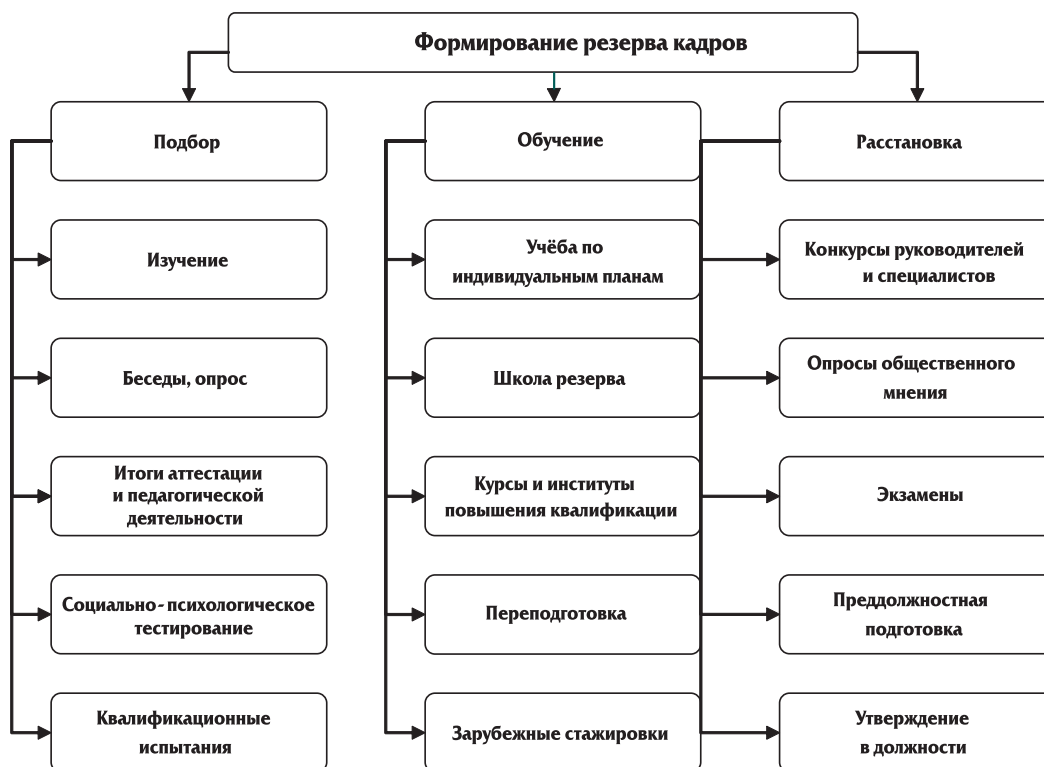 Формирование резерва кадров
Подбор
Изучение
Беседы, опрос
Итоги аттестации
и педагогической
деятельности
Социально-психологическое
тестирование
Квалификационные
испытания
Обучение
Учёба по
индивидуальным планам
Школа резерва
Курсы и институты
повышения квалификации
Переподготовка
Зарубежные стажировки
Расстановка
Конкурсы руководителей
и специалистов
Опросы общественного
мнения
Экзамены
Преддолжностная
подготовка
Утверждение
в должности